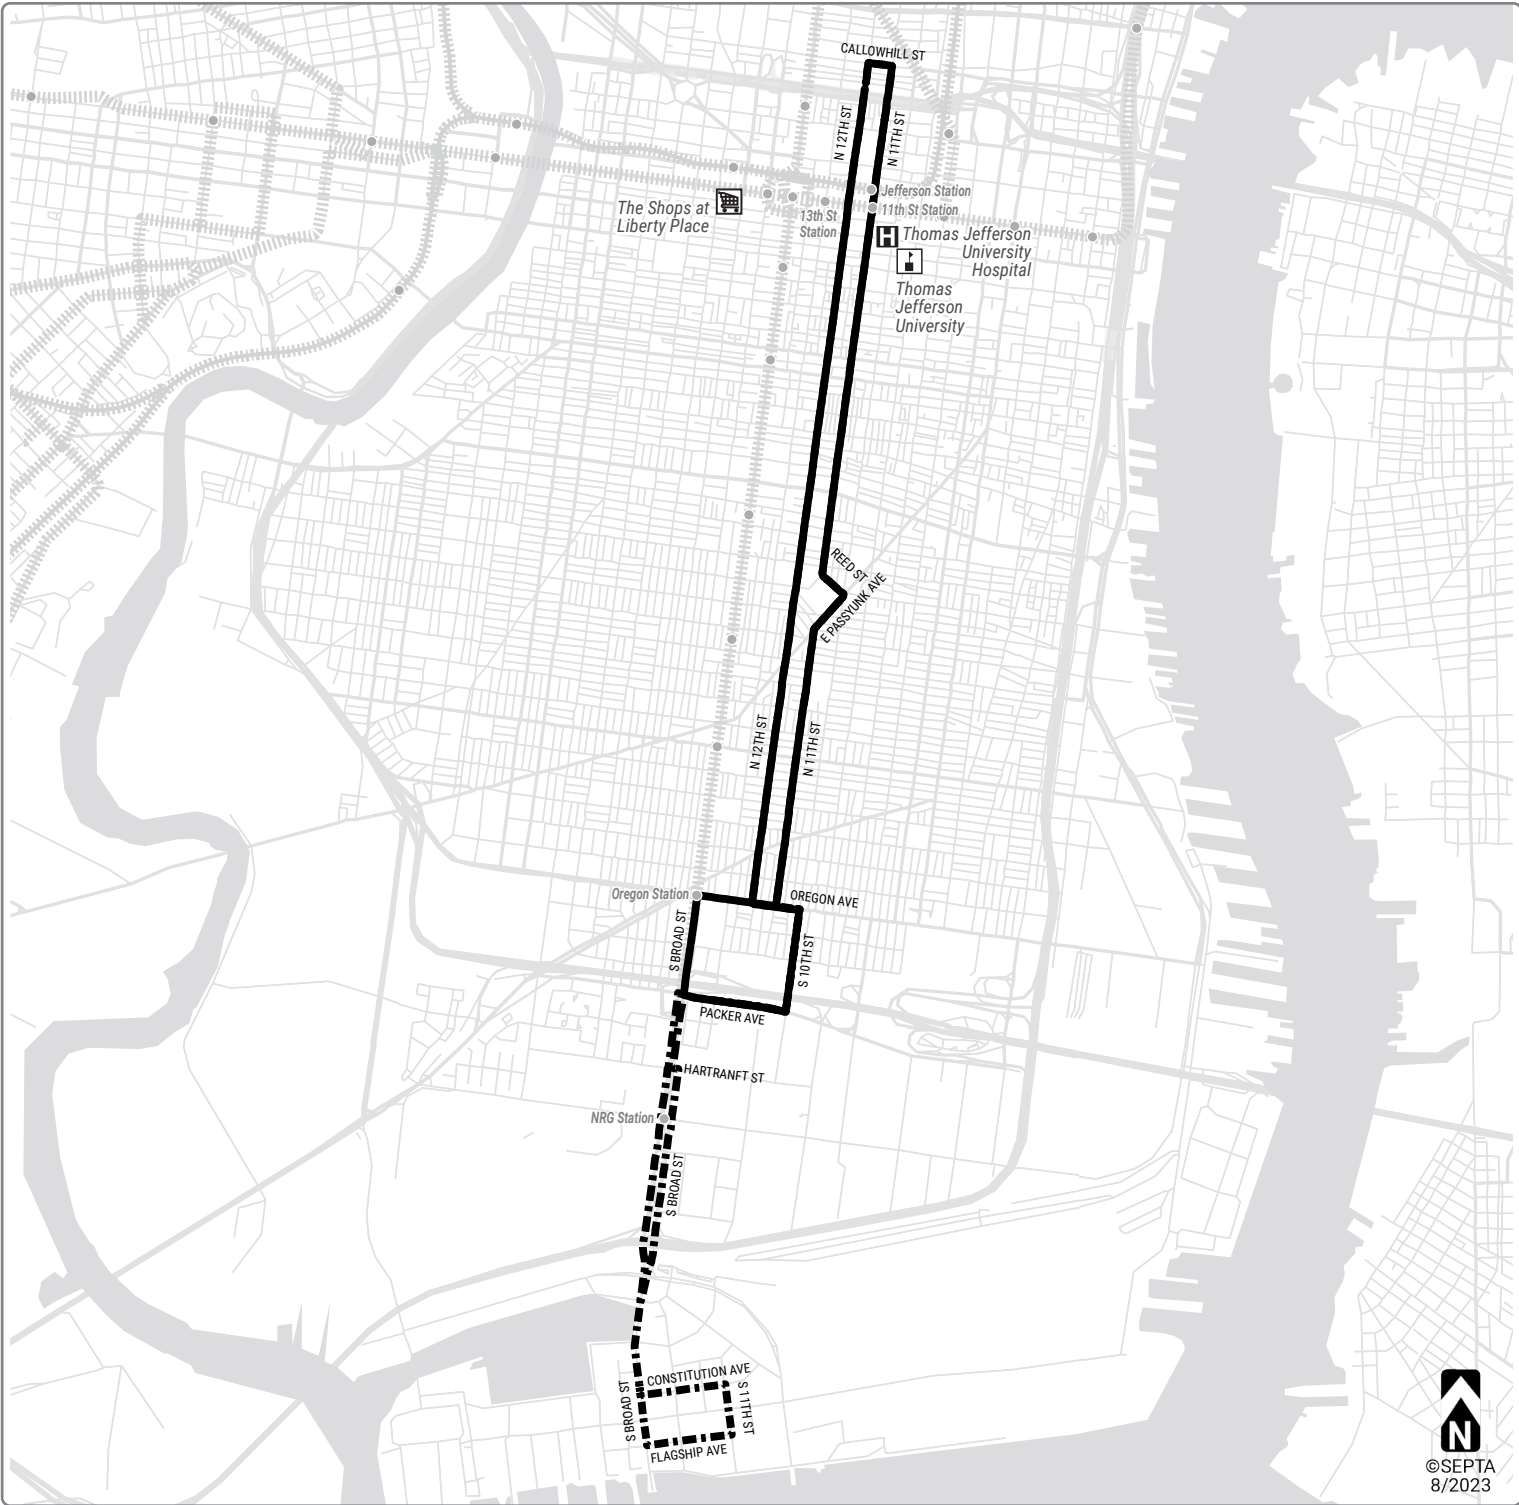 CALLOWHILL ST
N 12TH ST
N 11TH ST
Jefferson Station
11th St Station
13th St
Station
The Shops at
Liberty Place
H
Thomas Jefferson
University
Hospital
Thomas
Jefferson
University
REED ST
E PASSYUNK AVE
N 12TH ST
N 11TH ST
Oregon Station
OREGON AVE
S BROAD ST
S 10TH ST
PACKER AVE
HARTRANFT ST
NRG Station
S BROAD ST
CONSTITUTION AVE
S BROAD ST
S 11TH ST
FLAGSHIP AVE
N
©SEPTA
8/2023